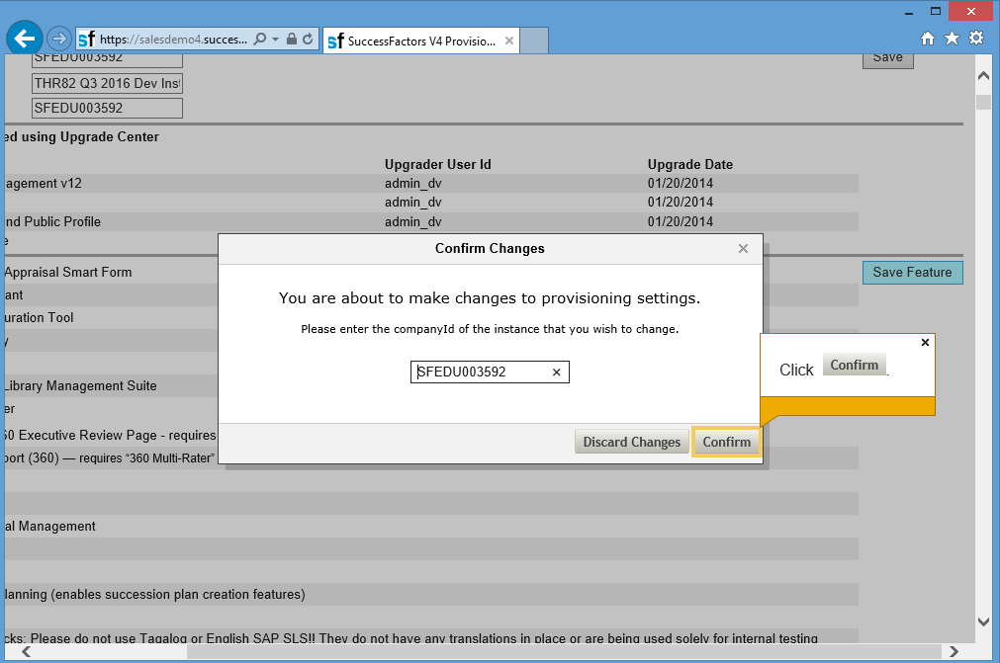 https://salesdemo4.succes...
SuccessFactors V4 Provisio...
SFEDU003592
Save
THR82 Q3 2016 Dev Inst
SFEDU003592
ed using Upgrade Center
Upgrader User Id Upgrade Date
agement v12 admin_dv 01/20/2014
admin_dv 01/20/2014
nd Public Profile admin_dv 01/20/2014
e
Confirm Changes
You are about to make changes to provisioning settings.
Please enter the companyId of the instance that you wish to change.
SFEDU003592
Discard Changes Confirm
Appraisal Smart Form
Save Feature
ant
uration Tool
y
Click Confirm .
Library Management Suite
er
60 Executive Review Page - requires
port (360) — requires “360 Multi-Rater”
al Management
lanning (enables succession plan creation features)
cks: Please do not use Tagalog or English SAP SLS!! They do not have any translations in place or are being used solely for internal testing